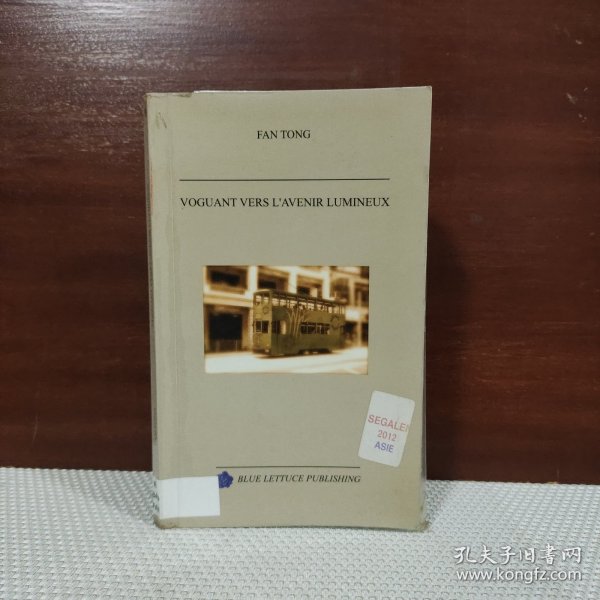 FAN TONG
VOGUANT VERS L'AVENIR LUMINEUX
SEGALEN
2012
ASIE
BLUE LETTUCE PUBLISHING
孔夫子旧书网
www.kongfz.com